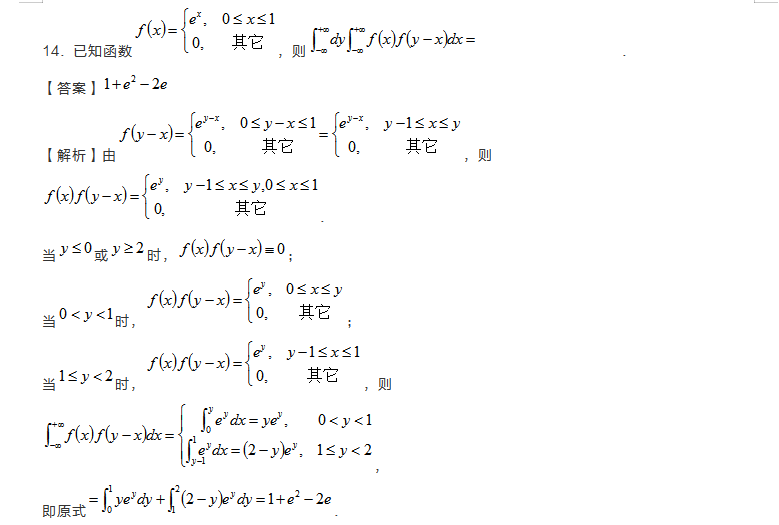 14. 已知函数 f(x)={e^x, 0≤x≤1; 0, 其它 ，则 ∫_{-∞}^{+∞}dy∫_{-∞}^{+∞}f(x)f(y-x)dx= .
【答案】1+e^2-2e
【解析】由 f(y-x)={e^{y-x}, 0≤y-x≤1; 0, 其它 ={e^{y-x}, y-1≤x≤y; 0, 其它 ，则
f(x)f(y-x)={e^y, y-1≤x≤y,0≤x≤1; 0, 其它 .
当 y≤0 或 y≥2 时，f(x)f(y-x)≡0；
当 0<y<1 时，f(x)f(y-x)={e^y, 0≤x≤y; 0, 其它 ；
当 1≤y<2 时，f(x)f(y-x)={e^y, y-1≤x≤1; 0, 其它 ，则
∫_{-∞}^{+∞}f(x)f(y-x)dx={∫_0^y e^y dx=ye^y, 0<y<1; ∫_{y-1}^1 e^y dx=(2-y)e^y, 1≤y<2 ，
即原式 =∫_0^1 ye^y dy+∫_1^2(2-y)e^y dy=1+e^2-2e .